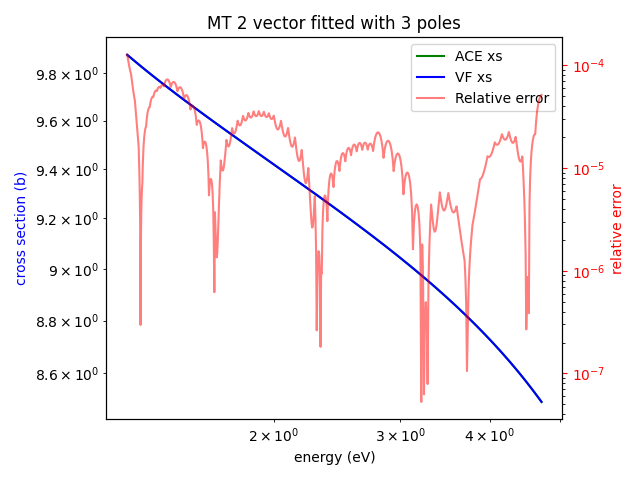 MT 2 vector fitted with 3 poles
ACE xs
VF xs
Relative error
cross section (b)
9.8 × 10⁰
9.6 × 10⁰
9.4 × 10⁰
9.2 × 10⁰
9 × 10⁰
8.8 × 10⁰
8.6 × 10⁰
10⁻⁴
10⁻⁵
10⁻⁶
10⁻⁷
relative error
2 × 10⁰ 3 × 10⁰ 4 × 10⁰
energy (eV)